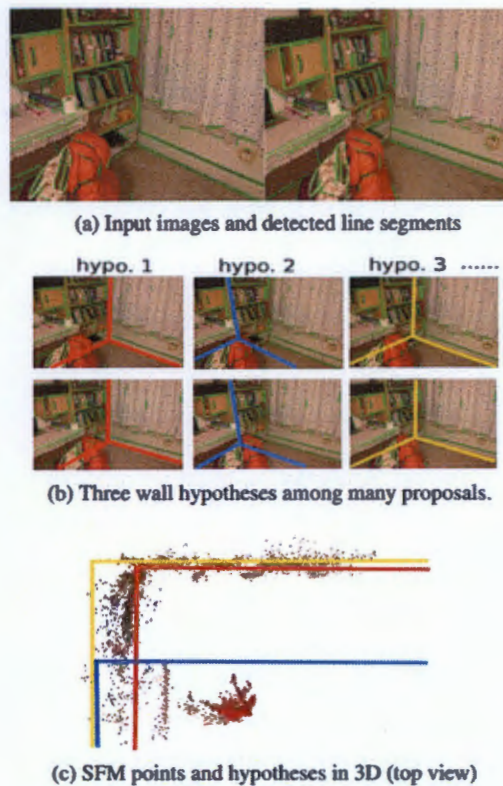 (a) Input images and detected line segments
hypo. 1 hypo. 2 hypo. 3 ......
(b) Three wall hypotheses among many proposals.
(c) SFM points and hypotheses in 3D (top view)